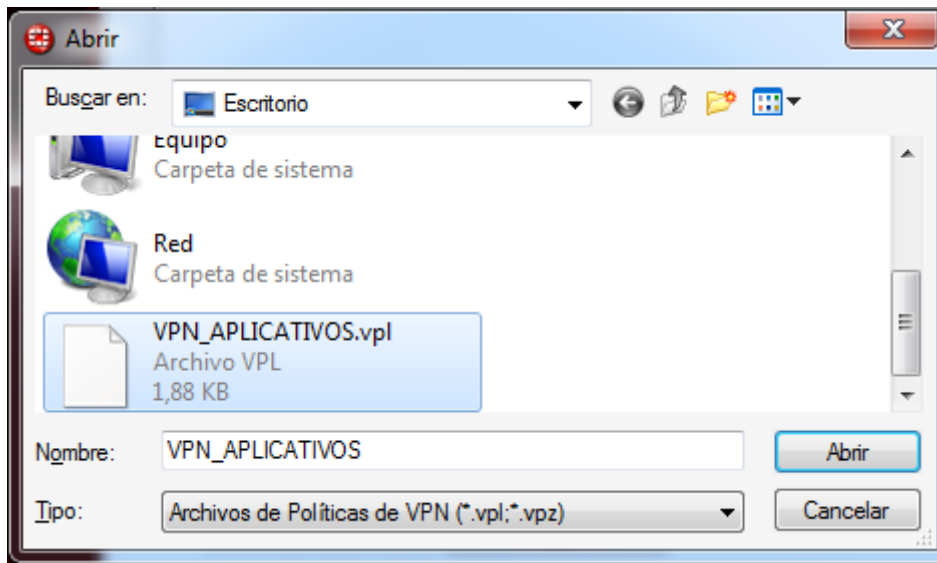 Abrir
Buscar en:
Escritorio
Equipo
Carpeta de sistema
Red
Carpeta de sistema
VPN_APLICATIVOS.vpl
Archivo VPL
1,88 KB
Nombre:
VPN_APLICATIVOS
Abrir
Tipo:
Archivos de Políticas de VPN (*.vpl;*.vpz)
Cancelar